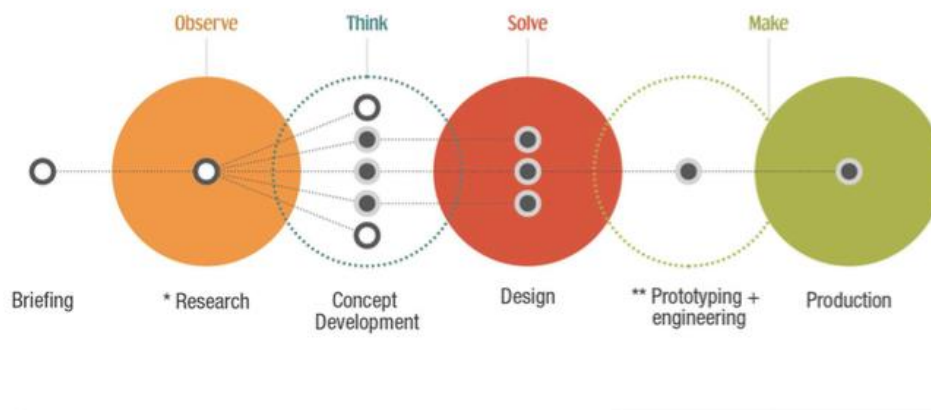 Observe
Think
Solve
Make
Briefing
* Research
Concept
Development
Design
** Prototyping +
engineering
Production